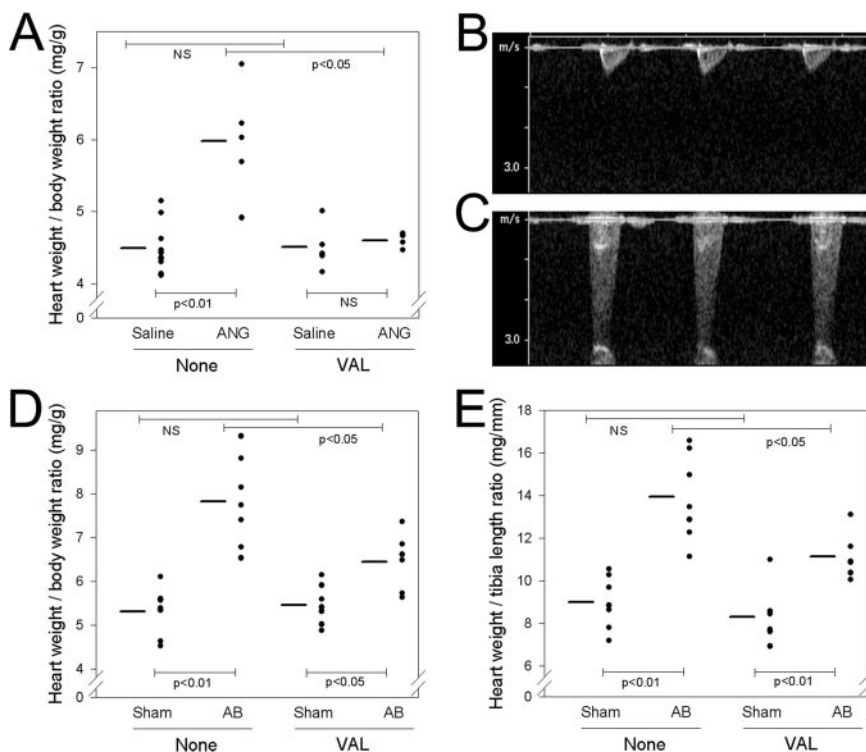 A
Heart weight / body weight ratio (mg/g)
7
6
5
4
0
NS
p<0.05
p<0.01
NS
Saline ANG Saline ANG
None VAL
B
m/s
3.0
C
m/s
3.0
D
Heart weight / body weight ratio (mg/g)
9
8
7
6
5
4
0
NS
p<0.05
p<0.01
p<0.05
Sham AB Sham AB
None VAL
E
Heart weight / tibia length ratio (mg/mm)
18
16
14
12
10
8
6
0
NS
p<0.05
p<0.01
p<0.01
Sham AB Sham AB
None VAL